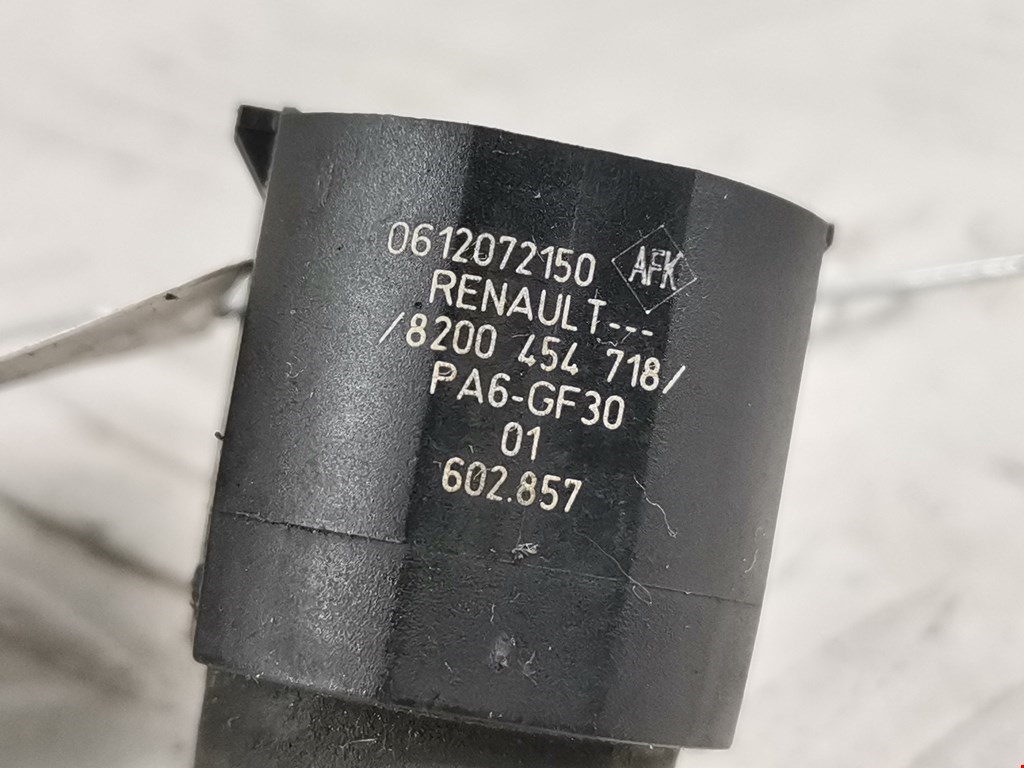 0612072150 AFK
RENAULT---
/8200 454 718/
PA6-GF30
01
602.857